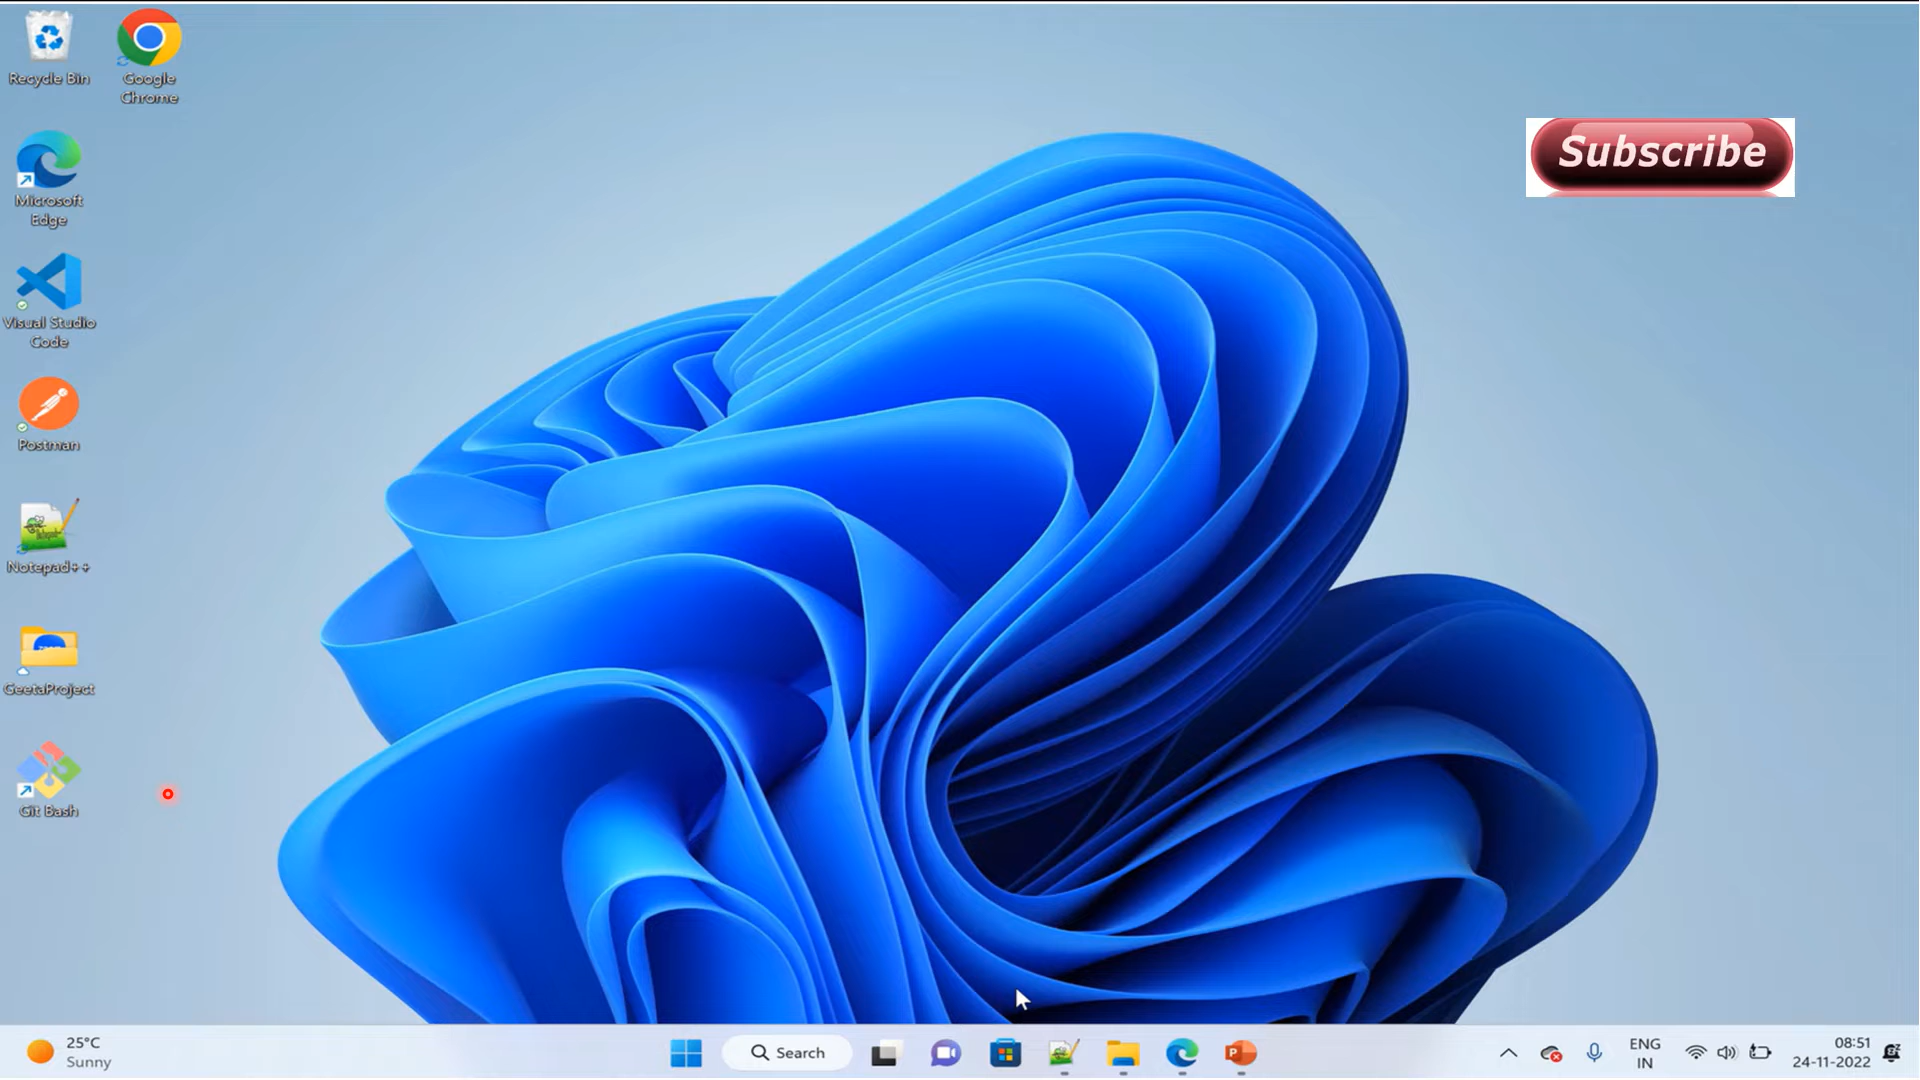 Recycle Bin
Google
Chrome
Microsoft
Edge
Visual Studio
Code
Postman
Notepad++
GeetaProject
Git Bash
Subscribe
25°C
Sunny
Search
ENG
IN
08:51
24-11-2022